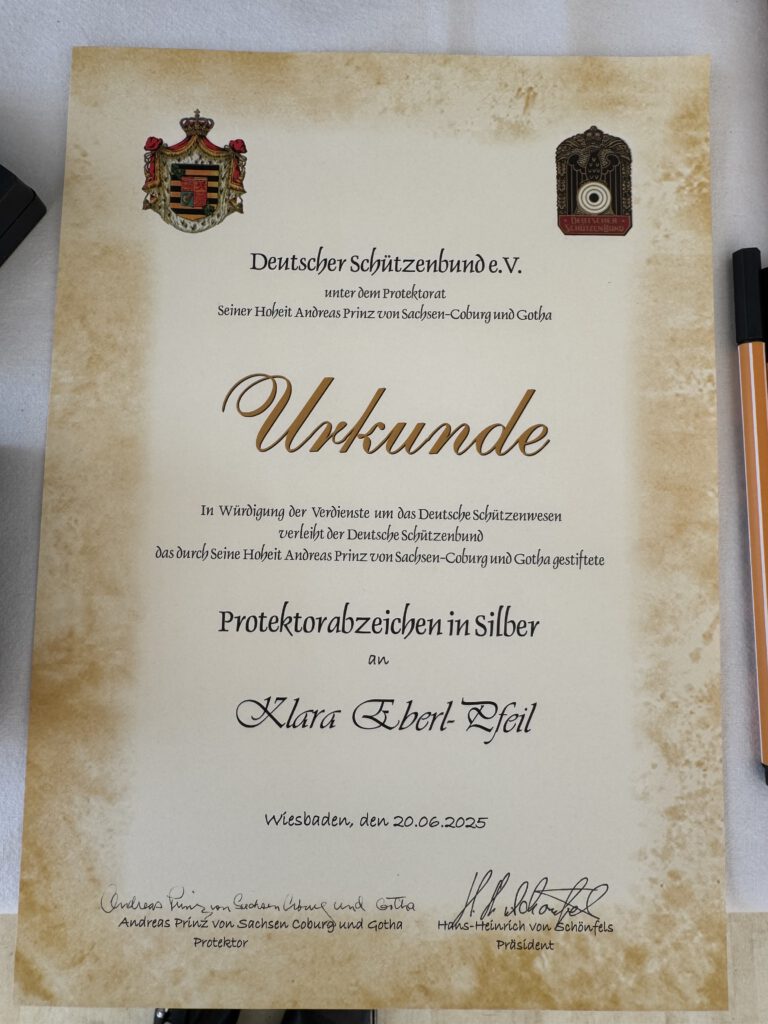 DEUTSCHER
SCHÜTZENBUND
Deutscher Schützenbund e.V.
unter dem Protektorat
Seiner Hoheit Andreas Prinz von Sachsen-Coburg und Gotha
Urkunde
In Würdigung der Verdienste um das Deutsche Schützenwesen
verleiht der Deutsche Schützenbund
das durch Seine Hoheit Andreas Prinz von Sachsen-Coburg und Gotha gestiftete
Protektorabzeichen in Silber
an
Klara Eberl-Pfeil
Wiesbaden, den 20.06.2025
Andreas Prinz von Sachsen Coburg und Gotha
Andreas Prinz von Sachsen Coburg und Gotha
Protektor
Hans-Heinrich von Schönfels
Präsident